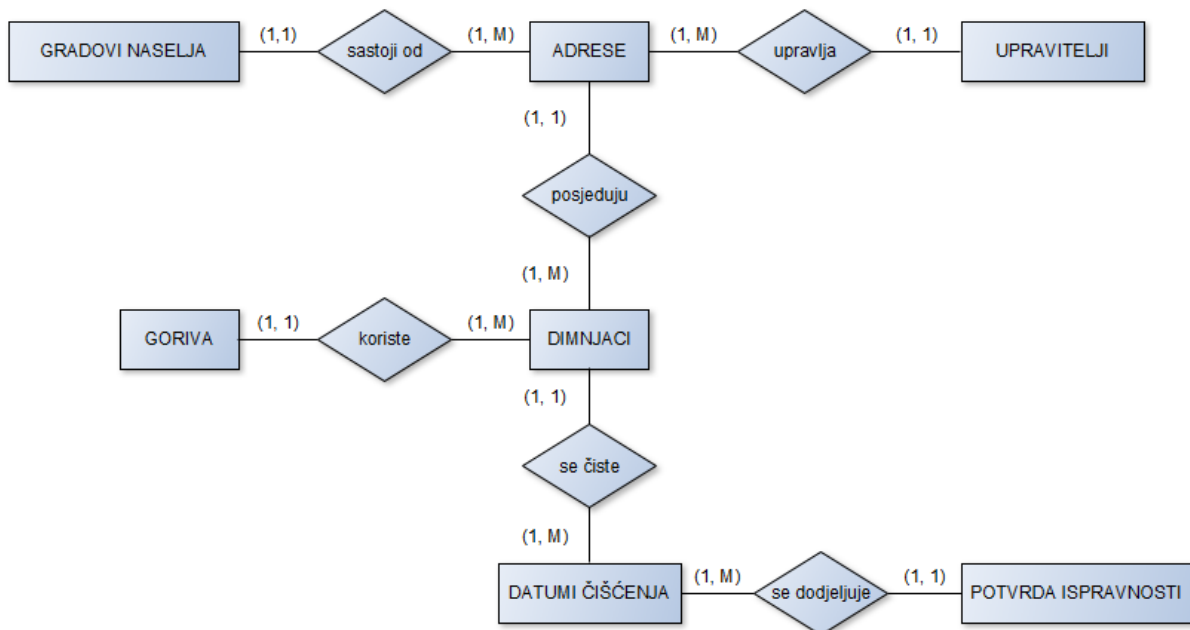 GRADOVI NASELJA
(1,1)
sastoji od
(1, M)
ADRESE
(1, M)
upravlja
(1, 1)
UPRAVITELJI
(1, 1)
posjeduju
(1, M)
GORIVA
(1, 1)
koriste
(1, M)
DIMNJACI
(1, 1)
se čiste
(1, M)
DATUMI ČIŠĆENJA
(1, M)
se dodjeljuje
(1, 1)
POTVRDA ISPRAVNOSTI